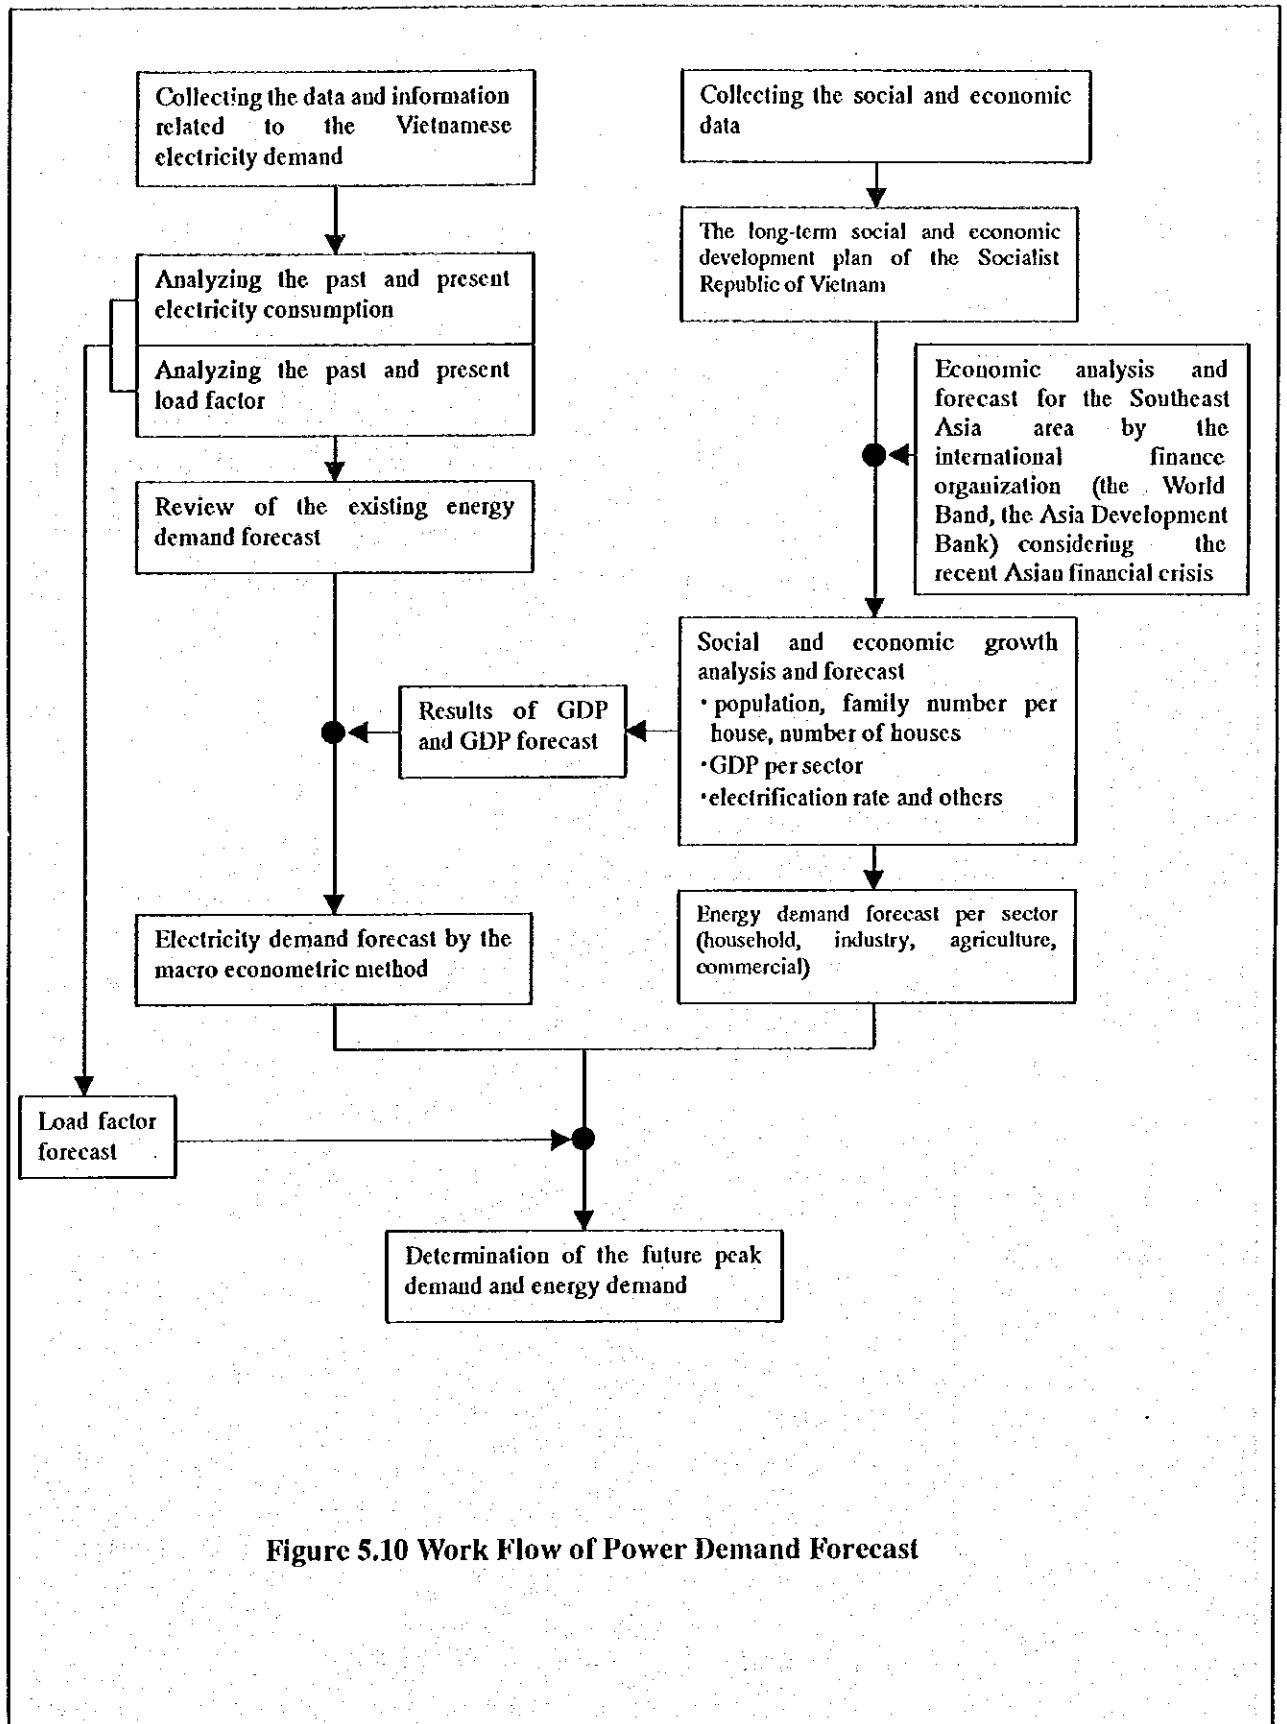 Collecting the data and information
related to the Vietnamese
electricity demand
Collecting the social and economic
data
Analyzing the past and present
electricity consumption
Analyzing the past and present
load factor
The long-term social and economic
development plan of the Socialist
Republic of Vietnam
Economic analysis and
forecast for the Southeast
Asia area by the
international finance
organization (the World
Band, the Asia Development
Bank) considering the
recent Asian financial crisis
Review of the existing energy
demand forecast
Social and economic growth
analysis and forecast
・population, family number per
house, number of houses
・GDP per sector
・electrification rate and others
Results of GDP
and GDP forecast
Electricity demand forecast by the
macro econometric method
Energy demand forecast per sector
(household, industry, agriculture,
commercial)
Load factor
forecast
Determination of the future peak
demand and energy demand
Figure 5.10 Work Flow of Power Demand Forecast